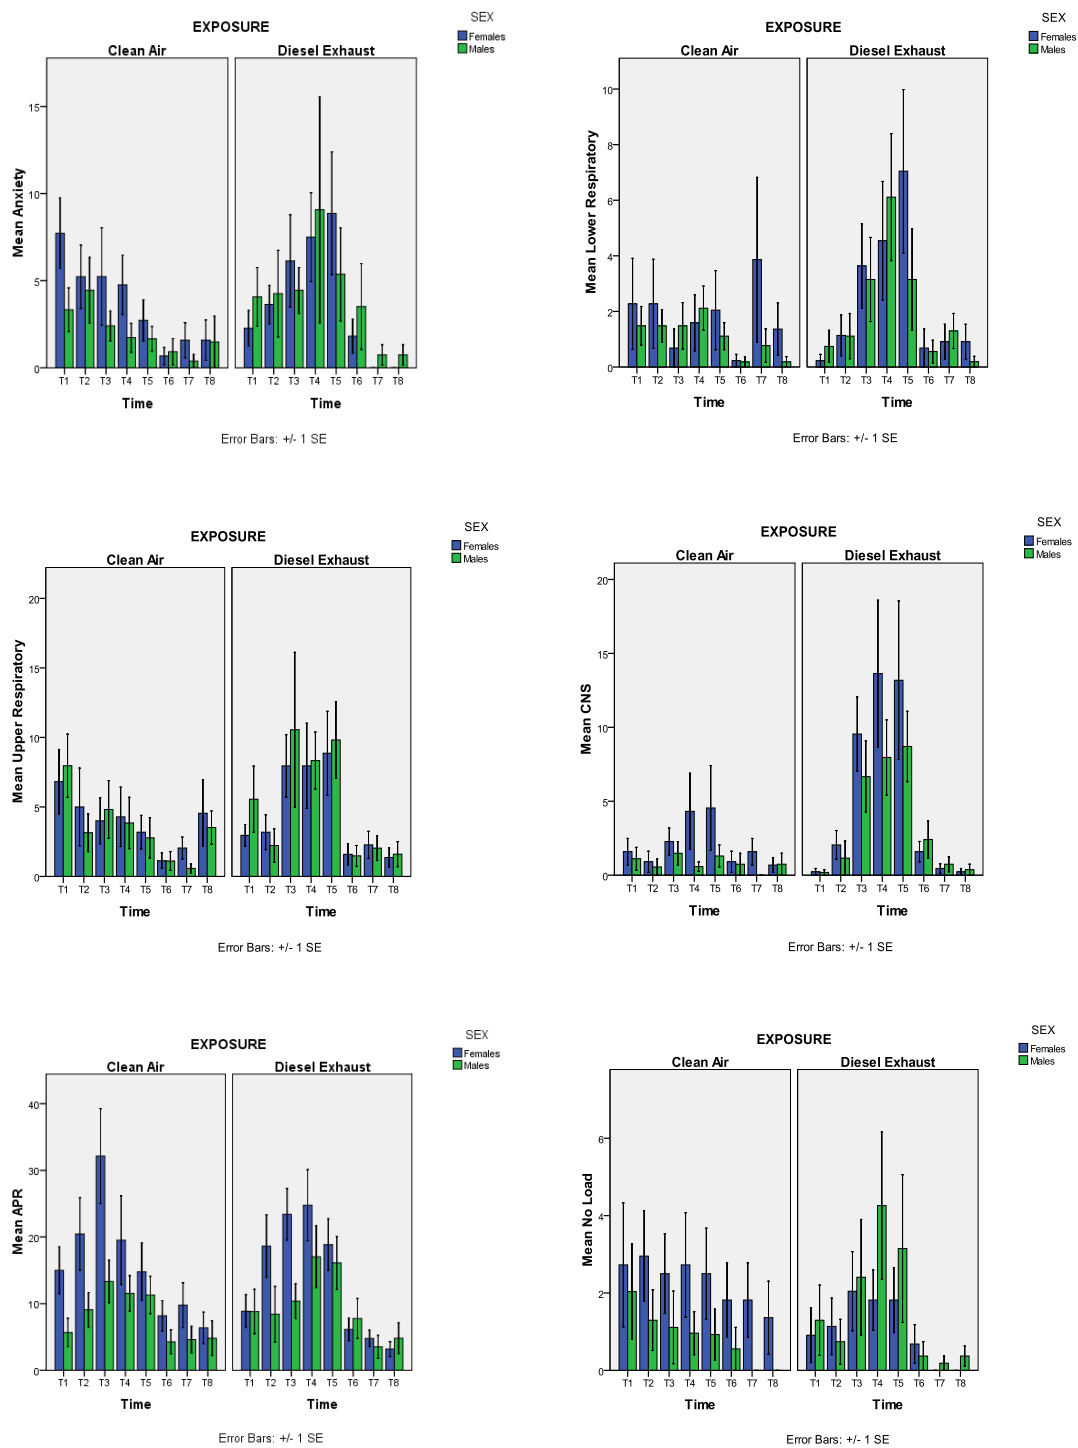 SEX
EXPOSURE
Females
Males
Clean Air
Diesel Exhaust
15
10
5
0
Mean Anxiety
T1 T2 T3 T4 T5 T6 T7 T8
T1 T2 T3 T4 T5 T6 T7 T8
Time
Time
Error Bars: +/- 1 SE
SEX
EXPOSURE
Females
Males
Clean Air
Diesel Exhaust
10
8
6
4
2
0
Mean Lower Respiratory
T1 T2 T3 T4 T5 T6 T7 T8
T1 T2 T3 T4 T5 T6 T7 T8
Time
Time
Error Bars: +/- 1 SE
SEX
EXPOSURE
Females
Males
Clean Air
Diesel Exhaust
20
15
10
5
0
Mean Upper Respiratory
T1 T2 T3 T4 T5 T6 T7 T8
T1 T2 T3 T4 T5 T6 T7 T8
Time
Time
Error Bars: +/- 1 SE
SEX
EXPOSURE
Females
Males
Clean Air
Diesel Exhaust
20
15
10
5
0
Mean CNS
T1 T2 T3 T4 T5 T6 T7 T8
T1 T2 T3 T4 T5 T6 T7 T8
Time
Time
Error Bars: +/- 1 SE
SEX
EXPOSURE
Females
Males
Clean Air
Diesel Exhaust
40
30
20
10
0
Mean APR
T1 T2 T3 T4 T5 T6 T7 T8
T1 T2 T3 T4 T5 T6 T7 T8
Time
Time
Error Bars: +/- 1 SE
SEX
EXPOSURE
Females
Males
Clean Air
Diesel Exhaust
6
4
2
0
Mean No Load
T1 T2 T3 T4 T5 T6 T7 T8
T1 T2 T3 T4 T5 T6 T7 T8
Time
Time
Error Bars: +/- 1 SE